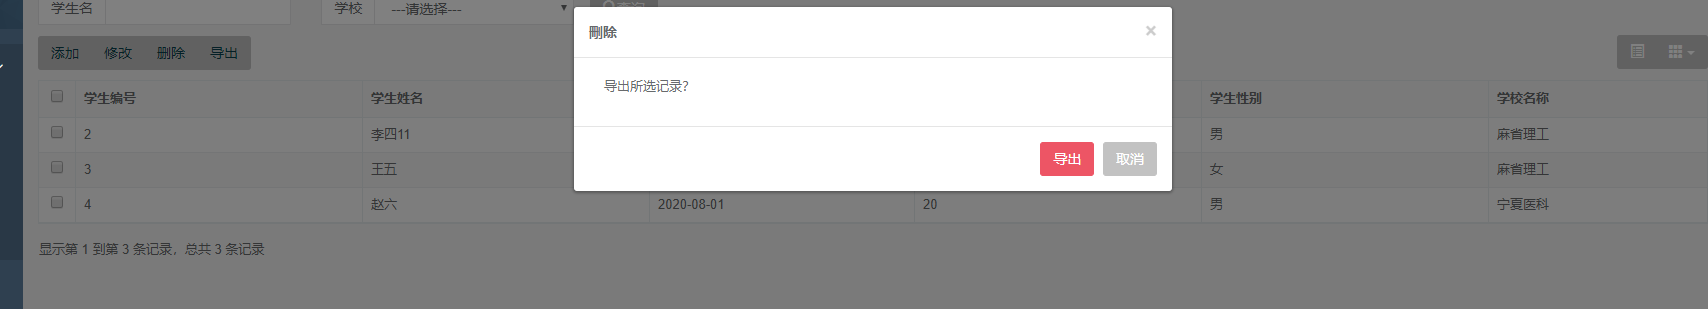 学生名 学校 ---请选择--- 查询
添加 修改 删除 导出
删除 ×
导出所选记录?
导出 取消
学生编号 学生姓名 学生性别 学校名称
2 李四11 男 麻省理工
3 王五 女 麻省理工
4 赵六 2020-08-01 20 男 宁夏医科
显示第 1 到第 3 条记录，总共 3 条记录